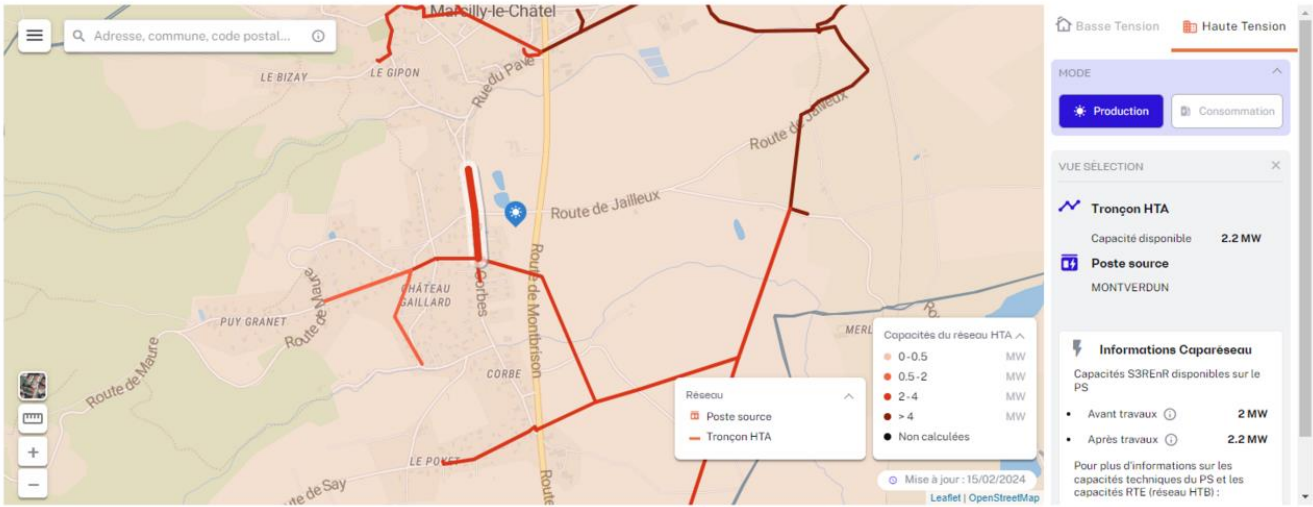 Adresse, commune, code postal...
Marcilly-le-Châtel
LE BIZAY
LE GIPON
Rue du Pavé
Route de Jailleux
Route de Jailleux
Route de Montbrison
Corbes
CHÂTEAU
GAILLARD
Route de Maure
PUY GRANET
Route de Maure
CORBE
LE POYET
Route
MERL
Réseau
Poste source
Tronçon HTA
Capacités du réseau HTA
0-0.5 MW
0.5-2 MW
2-4 MW
> 4 MW
Non calculées
Mise à jour : 15/02/2024
Leaflet | OpenStreetMap
+
−
Basse Tension
Haute Tension
MODE
Production
Consommation
VUE SÉLECTION
Tronçon HTA
Capacité disponible 2.2 MW
Poste source
MONTVERDUN
Informations Caparéseau
Capacités S3REnR disponibles sur le
PS
• Avant travaux 2 MW
• Après travaux 2.2 MW
Pour plus d'informations sur les
capacités techniques du PS et les
capacités RTE (réseau HTB) :